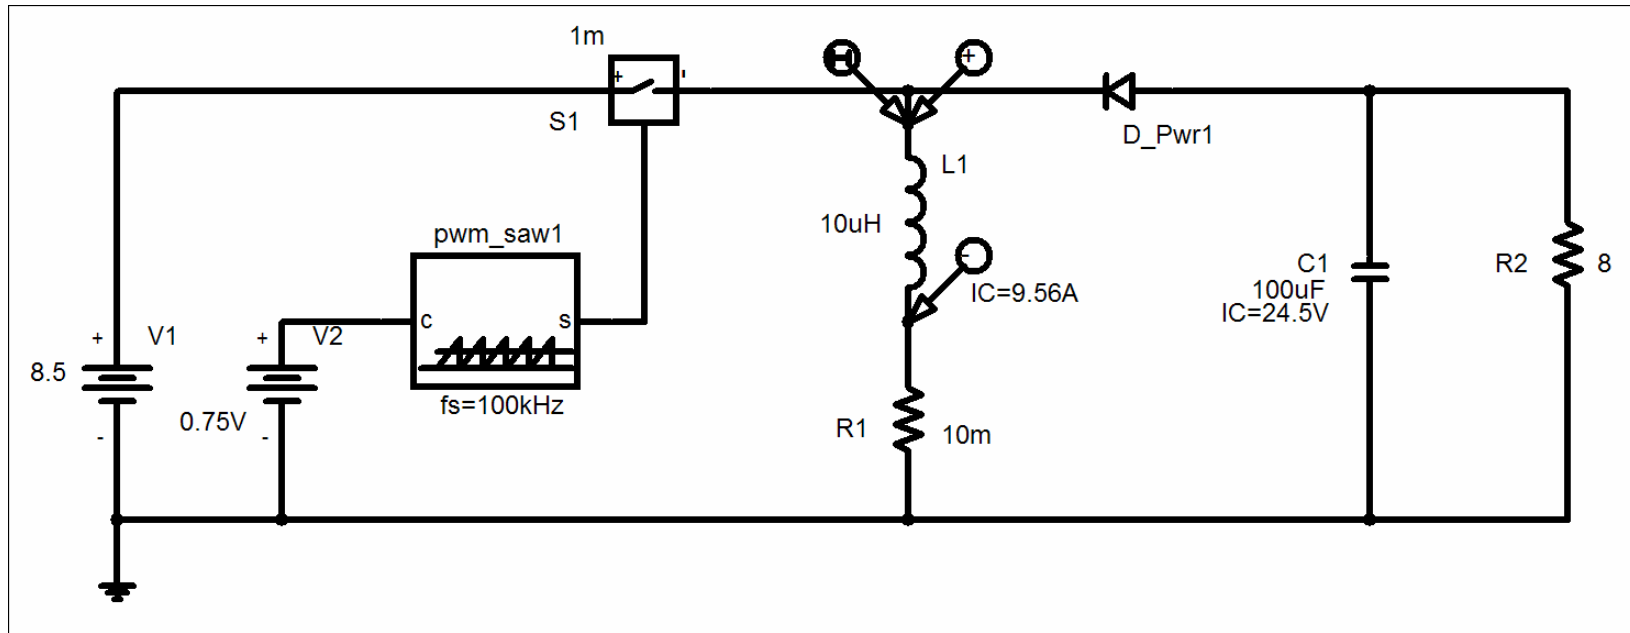 1m
+
'
S1
H
+
D_Pwr1
L1
10uH
pwm_saw1
c
s
fs=100kHz
-
IC=9.56A
C1
100uF
IC=24.5V
R2
8
+
V1
8.5
-
+
V2
0.75V
-
R1
10m